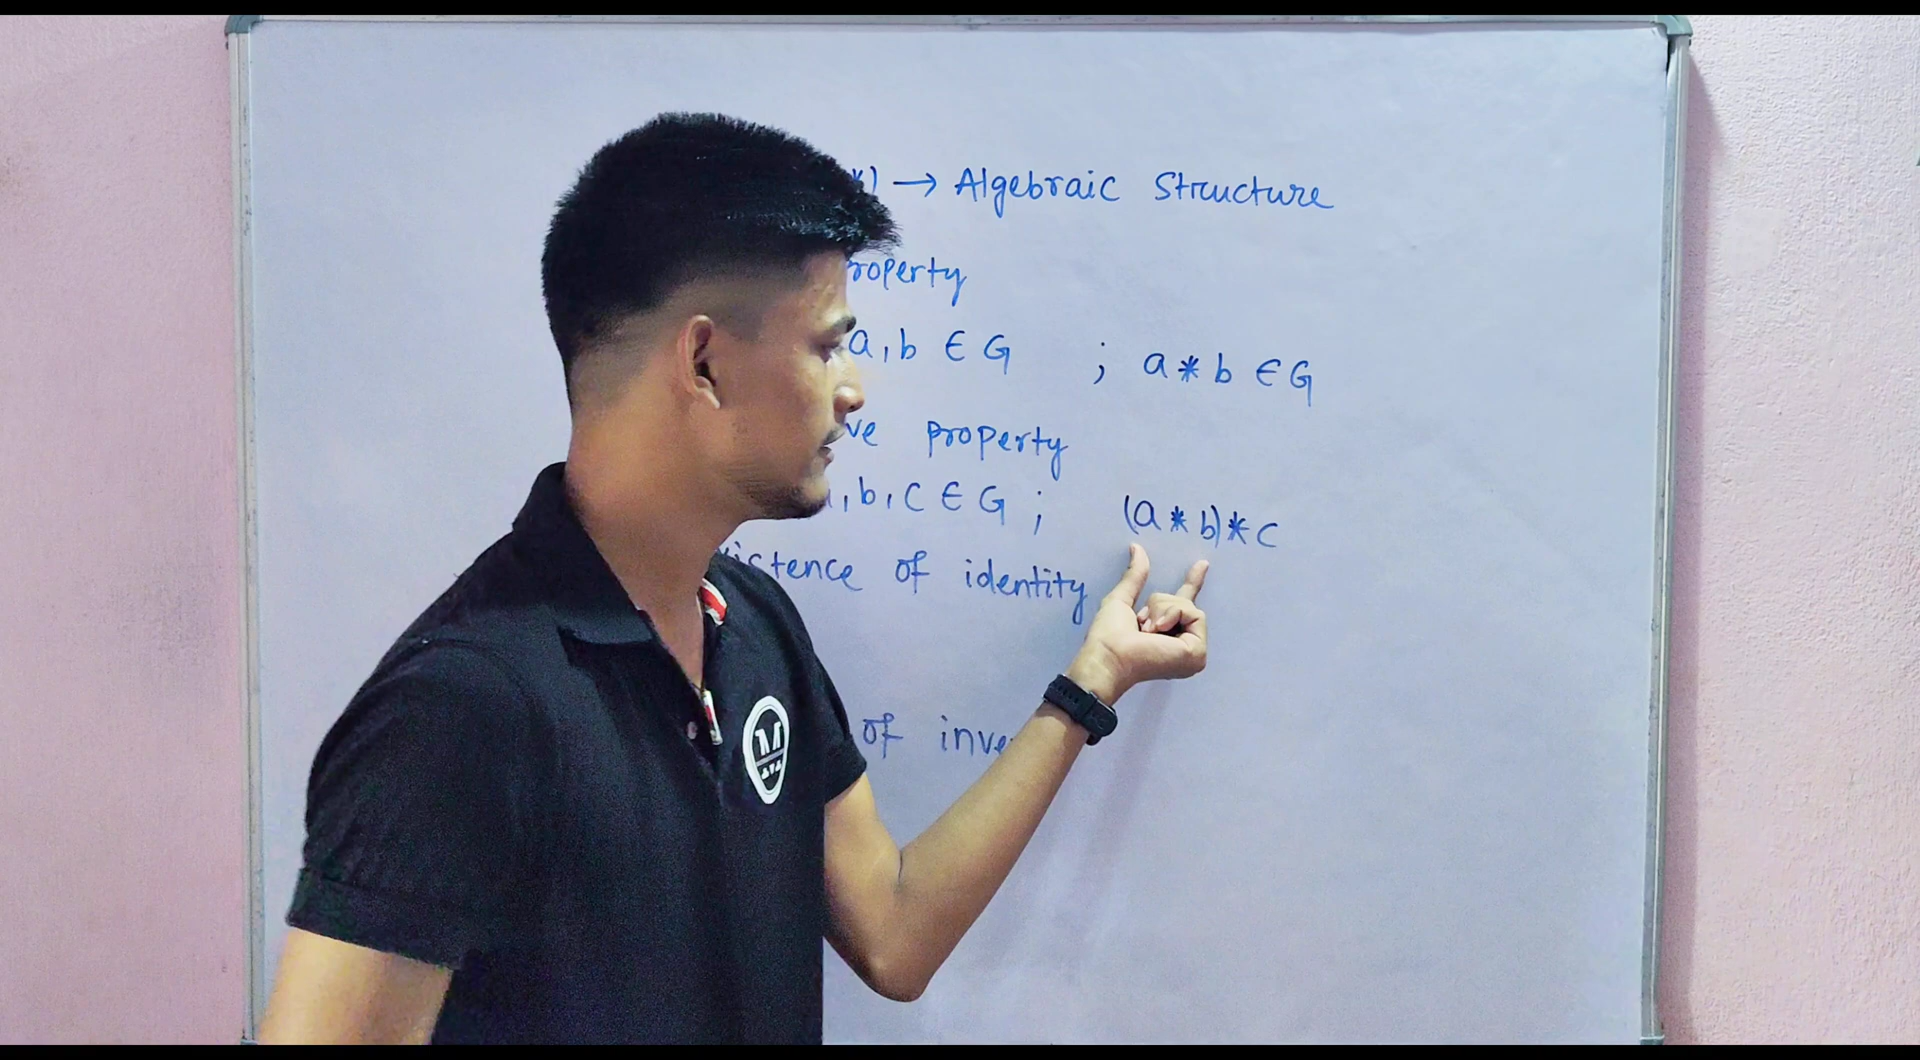 *) → Algebraic Structure
roperty
a, b ∈ G ; a * b ∈ G
ve property
, b, c ∈ G ; (a * b) * c
istence of identity
of inve
M